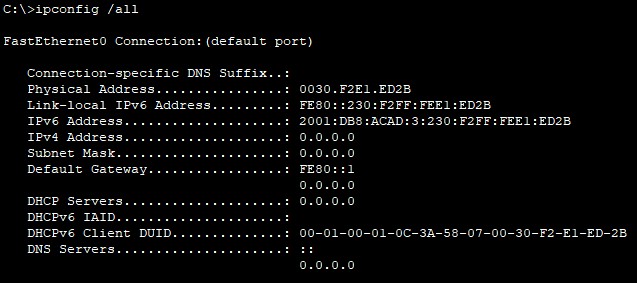 C:\>ipconfig /all
FastEthernet0 Connection:(default port)
Connection-specific DNS Suffix..:
Physical Address................: 0030.F2E1.ED2B
Link-local IPv6 Address.........: FE80::230:F2FF:FEE1:ED2B
IPv6 Address....................: 2001:DB8:ACAD:3:230:F2FF:FEE1:ED2B
IPv4 Address....................: 0.0.0.0
Subnet Mask.....................: 0.0.0.0
Default Gateway.................: FE80::1
0.0.0.0
DHCP Servers....................: 0.0.0.0
DHCPv6 IAID.....................:
DHCPv6 Client DUID..............: 00-01-00-01-0C-3A-58-07-00-30-F2-E1-ED-2B
DNS Servers.....................: ::
0.0.0.0